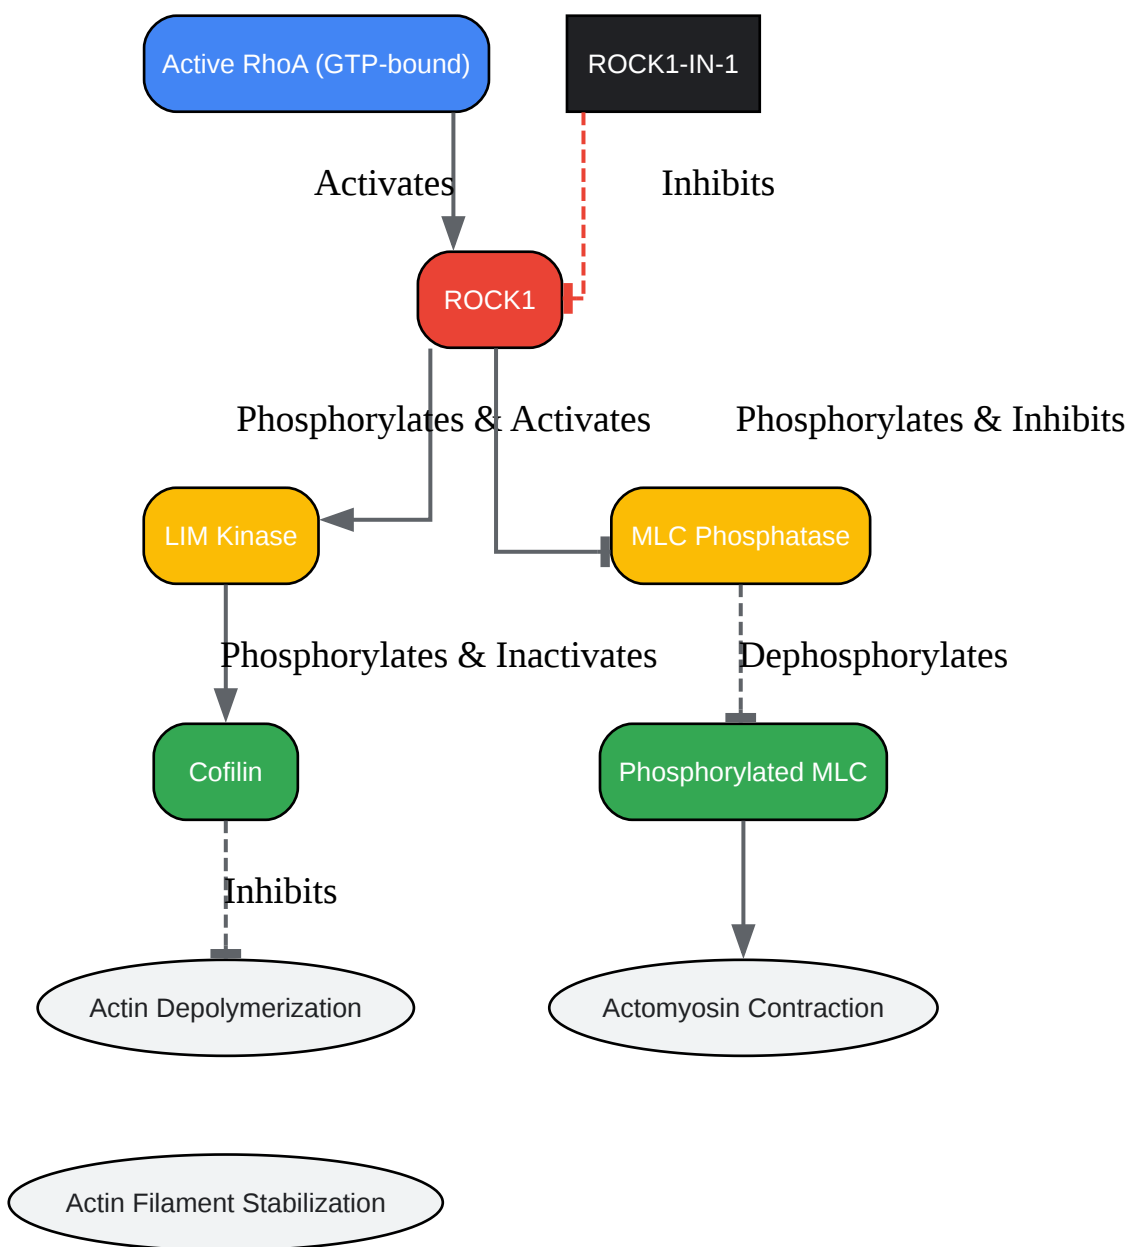 Active RhoA (GTP-bound)
ROCK1-IN-1
Activates
Inhibits
ROCK1
Phosphorylates & Activates
Phosphorylates & Inhibits
LIM Kinase
MLC Phosphatase
Phosphorylates & Inactivates
Dephosphorylates
Cofilin
Phosphorylated MLC
Inhibits
Actin Depolymerization
Actomyosin Contraction
Actin Filament Stabilization